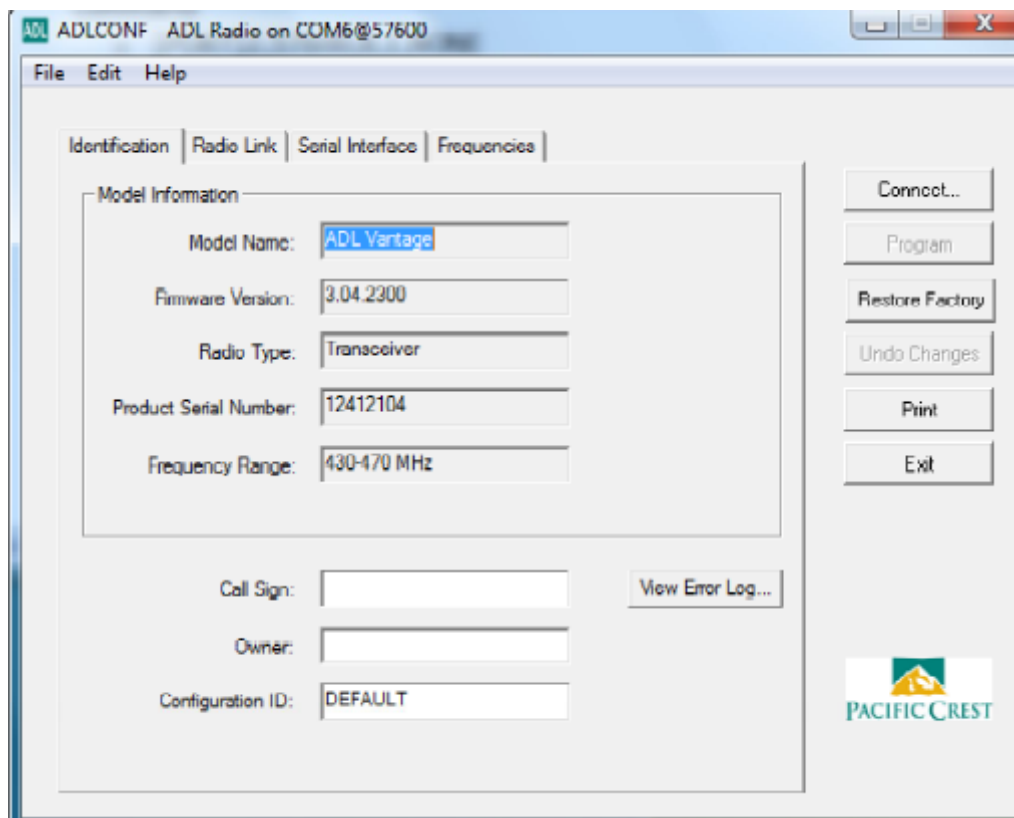 ADL ADLCONF ADL Radio on COM6@57600
File Edit Help
Identification Radio Link Serial Interface Frequencies
Model Information
Model Name: ADL Vantage
Firmware Version: 3.04.2300
Radio Type: Transceiver
Product Serial Number: 12412104
Frequency Range: 430-470 MHz
Call Sign:
Owner:
Configuration ID: DEFAULT
View Error Log...
Connect...
Program
Restore Factory
Undo Changes
Print
Exit
PACIFIC CREST